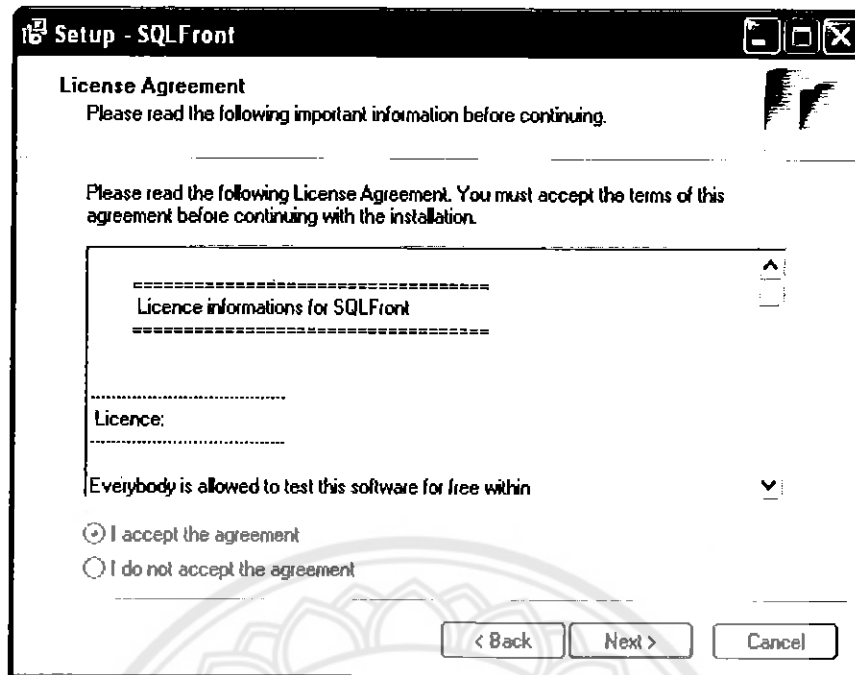 Setup - SQLFront
License Agreement
Please read the following important information before continuing.
Please read the following License Agreement. You must accept the terms of this
agreement before continuing with the installation.
====================================
Licence informations for SQLFront
====================================
------------------------------------
Licence:
------------------------------------
Everybody is allowed to test this software for free within
I accept the agreement
I do not accept the agreement
< Back Next > Cancel